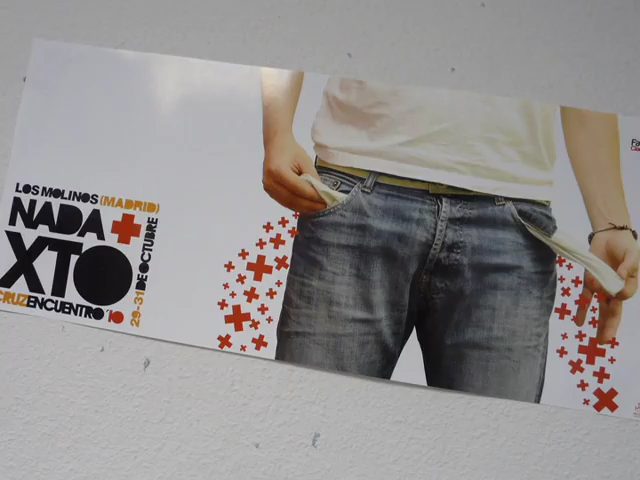 LOS MOLINOS (MADRID)
NADA +
XTO
CRUZENCUENTRO'10
29-31 DE OCTUBRE